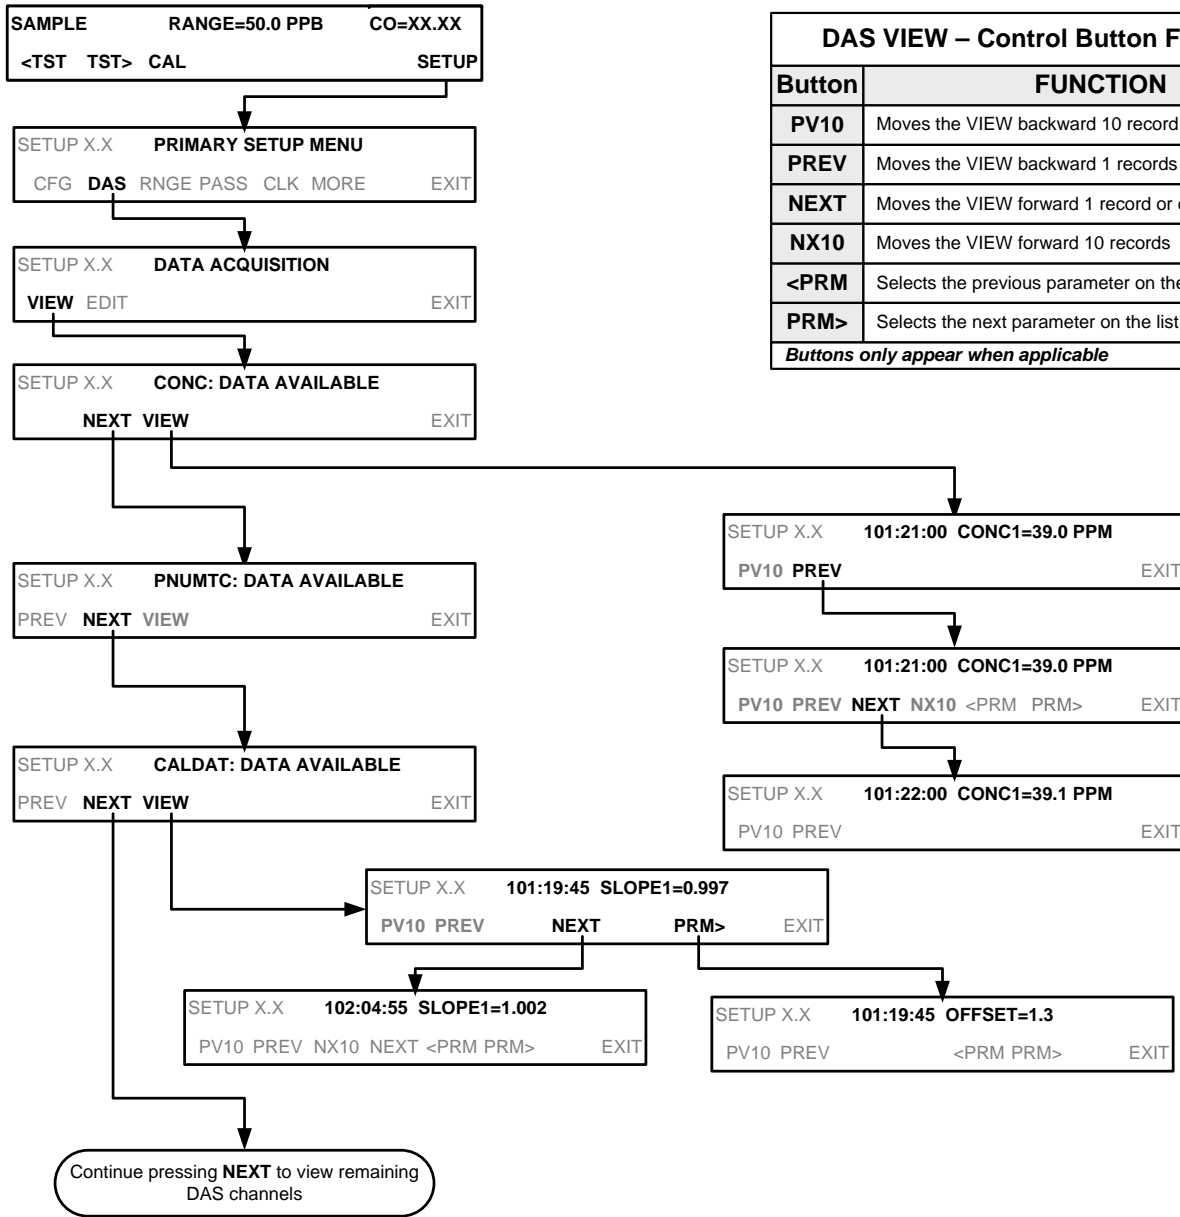 SAMPLE RANGE=50.0 PPB CO=XX.XX
<TST TST> CAL SETUP
SETUP X.X PRIMARY SETUP MENU
CFG DAS RNGE PASS CLK MORE EXIT
SETUP X.X DATA ACQUISITION
VIEW EDIT EXIT
SETUP X.X CONC: DATA AVAILABLE
NEXT VIEW EXIT
DAS VIEW – Control Button F
Button FUNCTION
PV10 Moves the VIEW backward 10 record
PREV Moves the VIEW backward 1 records
NEXT Moves the VIEW forward 1 record or
NX10 Moves the VIEW forward 10 records
<PRM Selects the previous parameter on the
PRM> Selects the next parameter on the list
Buttons only appear when applicable
SETUP X.X 101:21:00 CONC1=39.0 PPM
PV10 PREV EXIT
SETUP X.X PNUMTC: DATA AVAILABLE
PREV NEXT VIEW EXIT
SETUP X.X 101:21:00 CONC1=39.0 PPM
PV10 PREV NEXT NX10 <PRM PRM> EXIT
SETUP X.X CALDAT: DATA AVAILABLE
PREV NEXT VIEW EXIT
SETUP X.X 101:22:00 CONC1=39.1 PPM
PV10 PREV EXIT
SETUP X.X 101:19:45 SLOPE1=0.997
PV10 PREV NEXT PRM> EXIT
SETUP X.X 102:04:55 SLOPE1=1.002
PV10 PREV NX10 NEXT <PRM PRM> EXIT
SETUP X.X 101:19:45 OFFSET=1.3
PV10 PREV <PRM PRM> EXIT
Continue pressing NEXT to view remaining
DAS channels